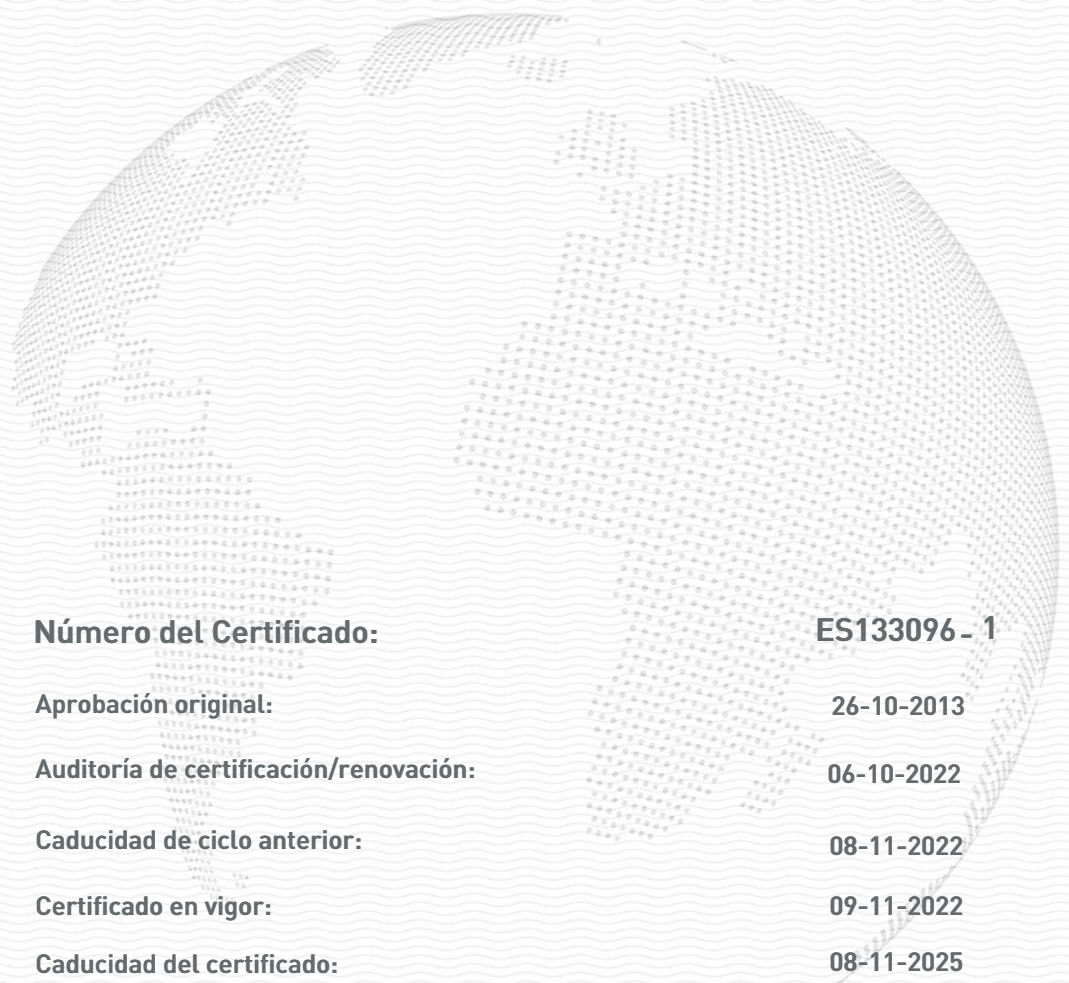 Número del Certificado: ES133096- 1
Aprobación original: 26-10-2013
Auditoría de certificación/renovación: 06-10-2022
Caducidad de ciclo anterior: 08-11-2022
Certificado en vigor: 09-11-2022
Caducidad del certificado: 08-11-2025